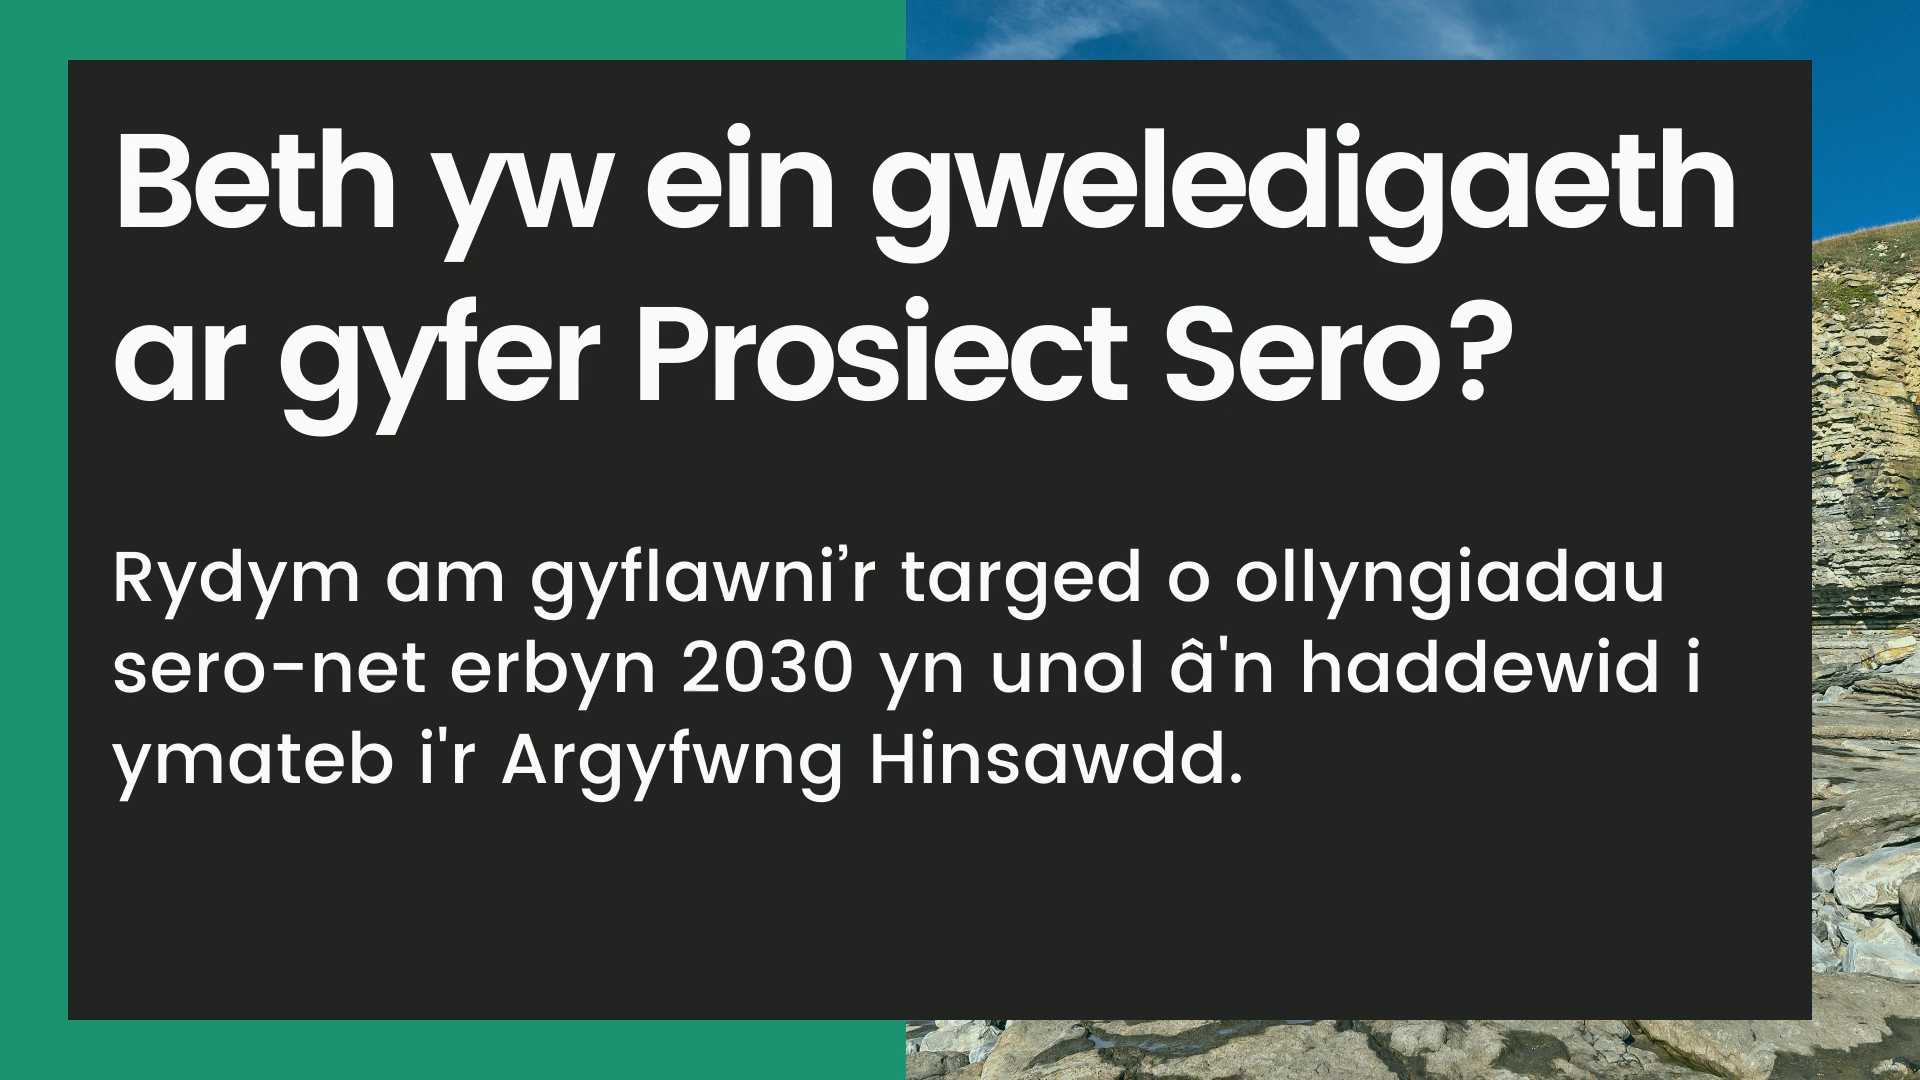 Beth yw ein gweledigaeth
ar gyfer Prosiect Sero?
Rydym am gyflawni’r targed o ollyngiadau
sero-net erbyn 2030 yn unol â'n haddewid i
ymateb i'r Argyfwng Hinsawdd.